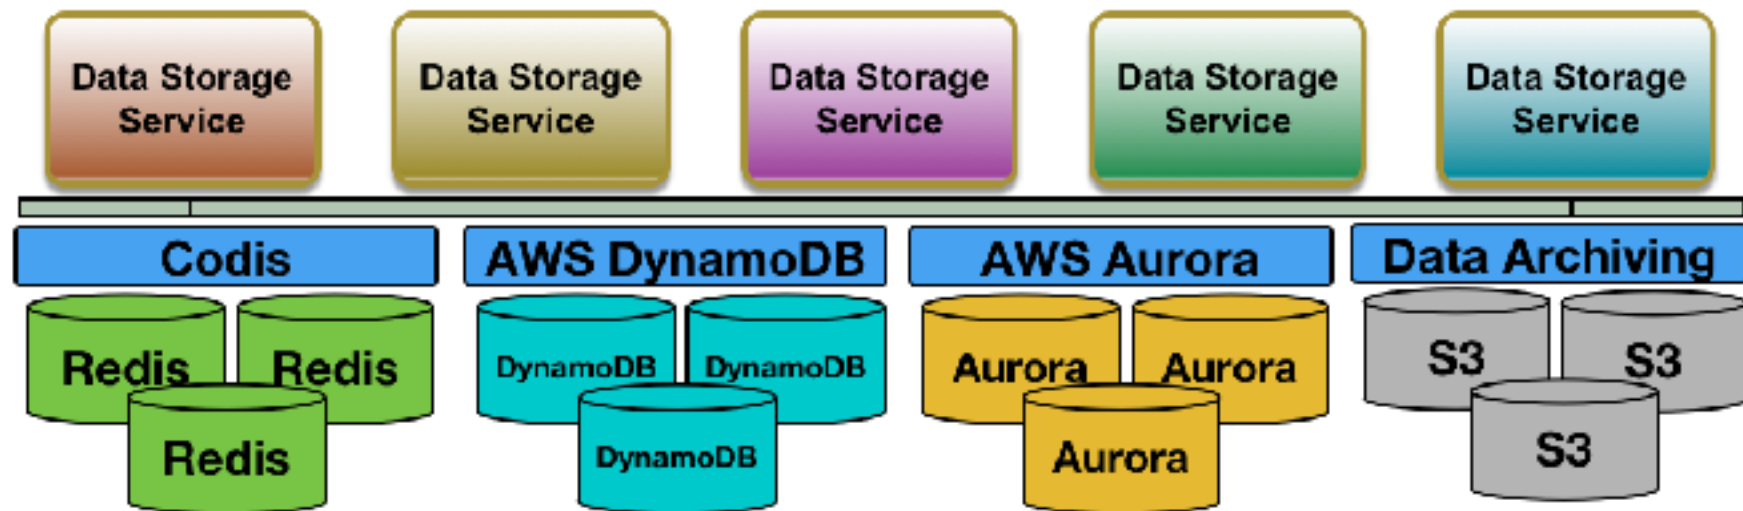 Data Storage
Service
Data Storage
Service
Data Storage
Service
Data Storage
Service
Data Storage
Service
Codis
AWS DynamoDB
AWS Aurora
Data Archiving
Redis
Redis
Redis
DynamoDB
DynamoDB
DynamoDB
Aurora
Aurora
Aurora
S3
S3
S3